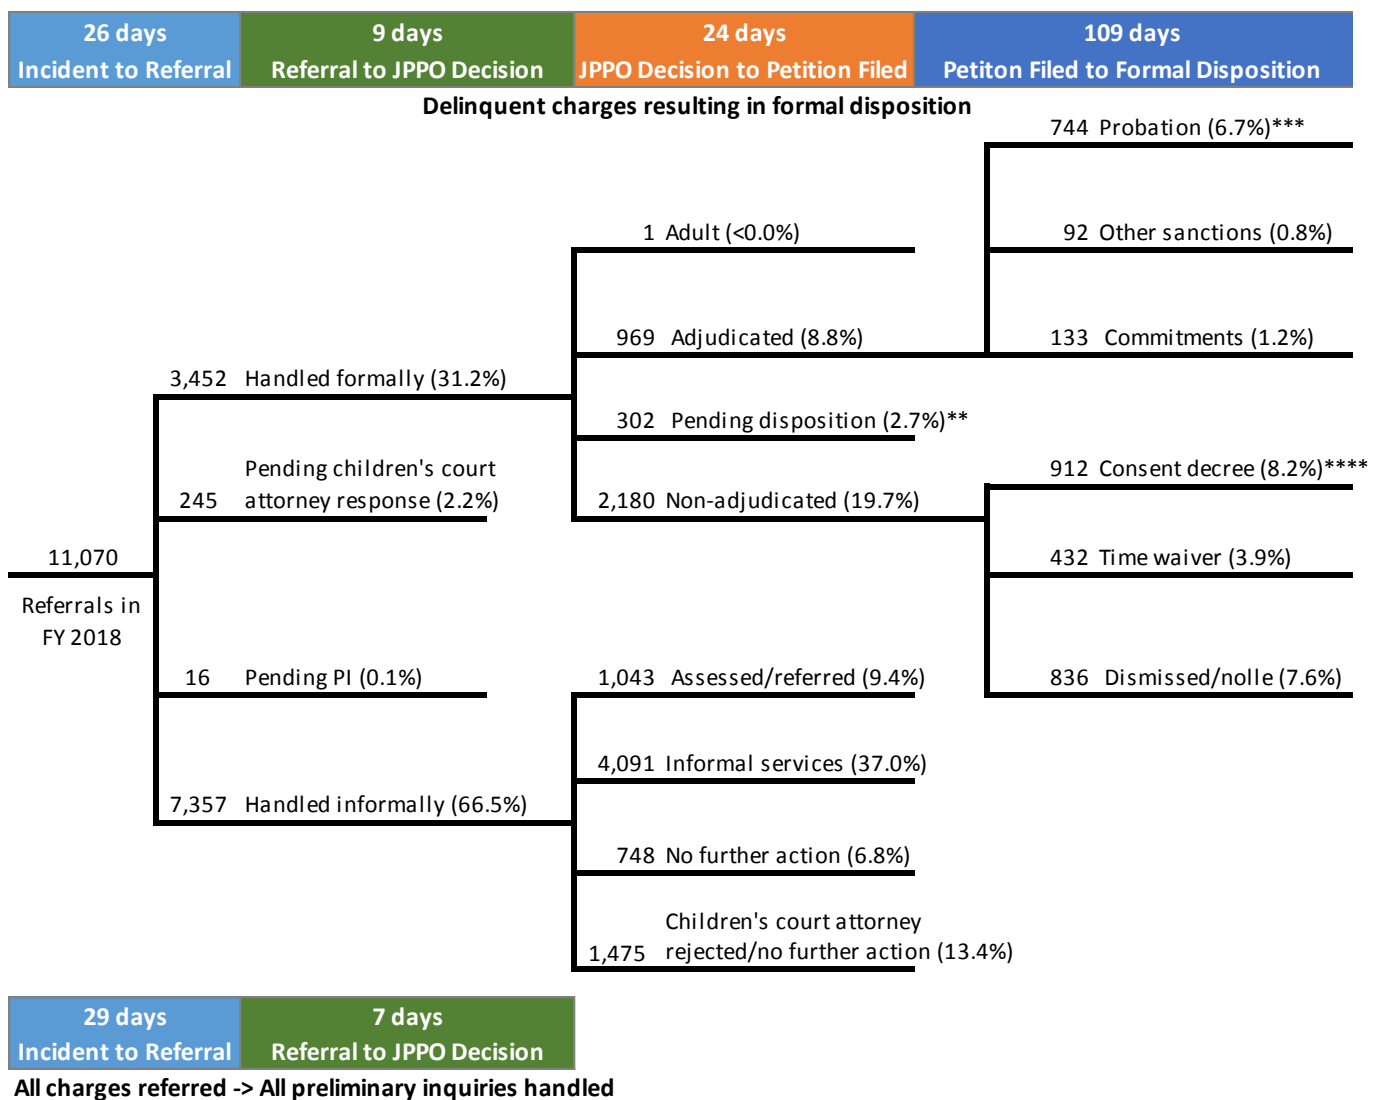 26 days
Incident to Referral
9 days
Referral to JPPO Decision
24 days
JPPO Decision to Petition Filed
109 days
Petiton Filed to Formal Disposition
Delinquent charges resulting in formal disposition
744 Probation (6.7%)***
1 Adult (<0.0%)
92 Other sanctions (0.8%)
969 Adjudicated (8.8%)
133 Commitments (1.2%)
3,452 Handled formally (31.2%)
302 Pending disposition (2.7%)**
Pending children's court
245 attorney response (2.2%)
912 Consent decree (8.2%)****
2,180 Non-adjudicated (19.7%)
11,070
Referrals in
FY 2018
432 Time waiver (3.9%)
16 Pending PI (0.1%)
1,043 Assessed/referred (9.4%)
836 Dismissed/nolle (7.6%)
4,091 Informal services (37.0%)
7,357 Handled informally (66.5%)
748 No further action (6.8%)
Children's court attorney
1,475 rejected/no further action (13.4%)
29 days
Incident to Referral
7 days
Referral to JPPO Decision
All charges referred -> All preliminary inquiries handled